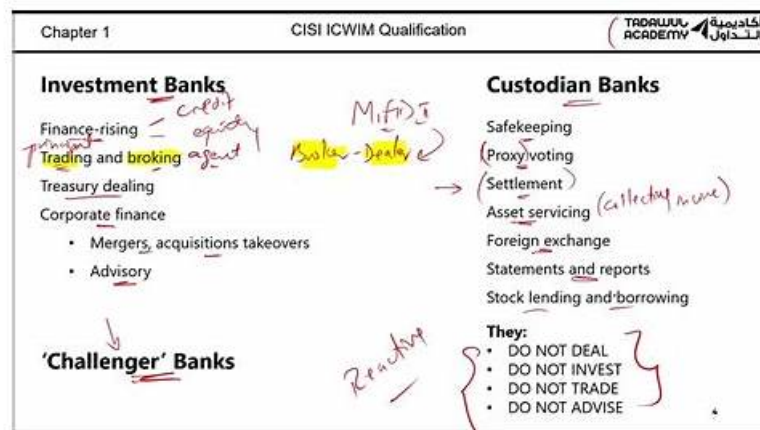 Chapter 1
CISI ICWIM Qualification
TADAWUL أكاديمية
ACADEMY التداول
Investment Banks
Finance-rising
credit
equity
Trading and broking
agent
Treasury dealing
Corporate finance
• Mergers, acquisitions takeovers
• Advisory
'Challenger' Banks
Broker - Dealer
Reactive
Custodian Banks
Safekeeping
(Proxy) voting
(Settlement)
Asset servicing
Foreign exchange
Statements and reports
Stock lending and borrowing
They:
• DO NOT DEAL
• DO NOT INVEST
• DO NOT TRADE
• DO NOT ADVISE